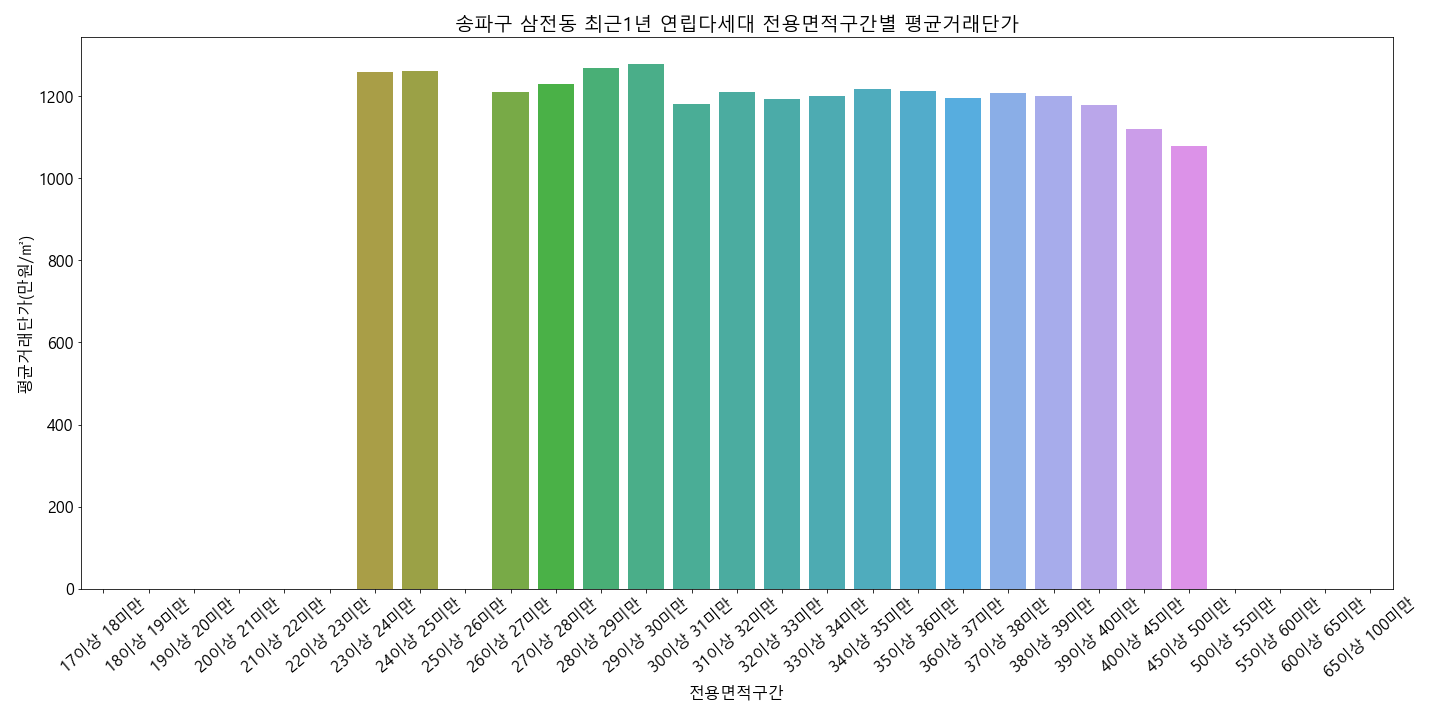 송파구 삼전동 최근1년 연립다세대 전용면적구간별 평균거래단가
평균거래단가(만원/㎡)
1200
1000
800
600
400
200
0
17이상 18미만
18이상 19미만
19이상 20미만
20이상 21미만
21이상 22미만
22이상 23미만
23이상 24미만
24이상 25미만
25이상 26미만
26이상 27미만
27이상 28미만
28이상 29미만
29이상 30미만
30이상 31미만
31이상 32미만
32이상 33미만
33이상 34미만
34이상 35미만
35이상 36미만
36이상 37미만
37이상 38미만
38이상 39미만
39이상 40미만
40이상 45미만
45이상 50미만
50이상 55미만
55이상 60미만
60이상 65미만
65이상 100미만
전용면적구간